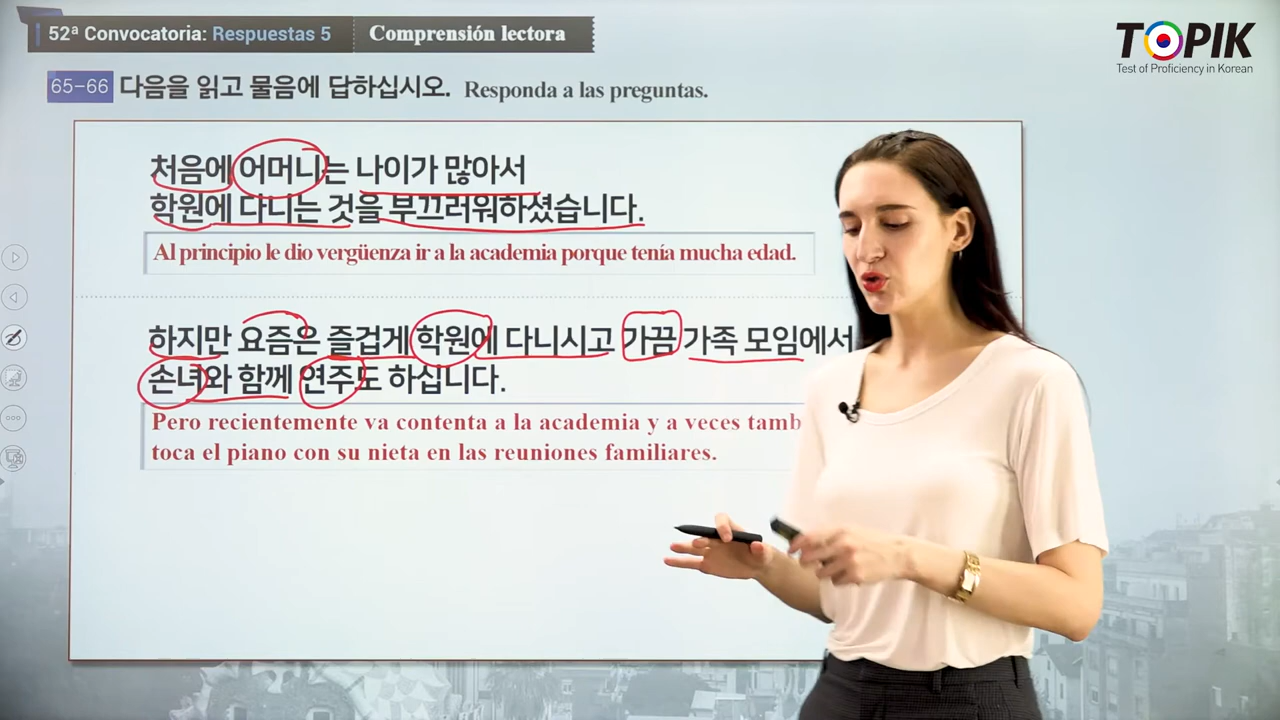 52ª Convocatoria: Respuestas 5 Comprensión lectora
TOPIK
Test of Proficiency in Korean
65-66 다음을 읽고 물음에 답하십시오. Responda a las preguntas.
처음에 어머니는 나이가 많아서
학원에 다니는 것을 부끄러워하셨습니다.
Al principio le dio vergüenza ir a la academia porque tenía mucha edad.
하지만 요즘은 즐겁게 학원에 다니시고 가끔 가족 모임에서
손녀와 함께 연주도 하십니다.
Pero recientemente va contenta a la academia y a veces
toca el piano con su nieta en las reuniones familiares.